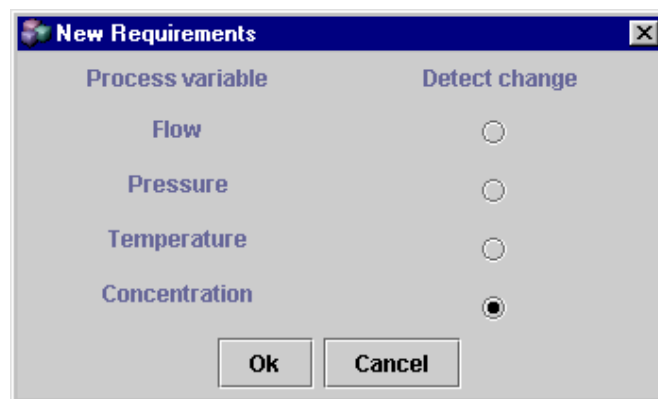 New Requirements
Process variable Detect change
Flow
Pressure
Temperature
Concentration
Ok Cancel